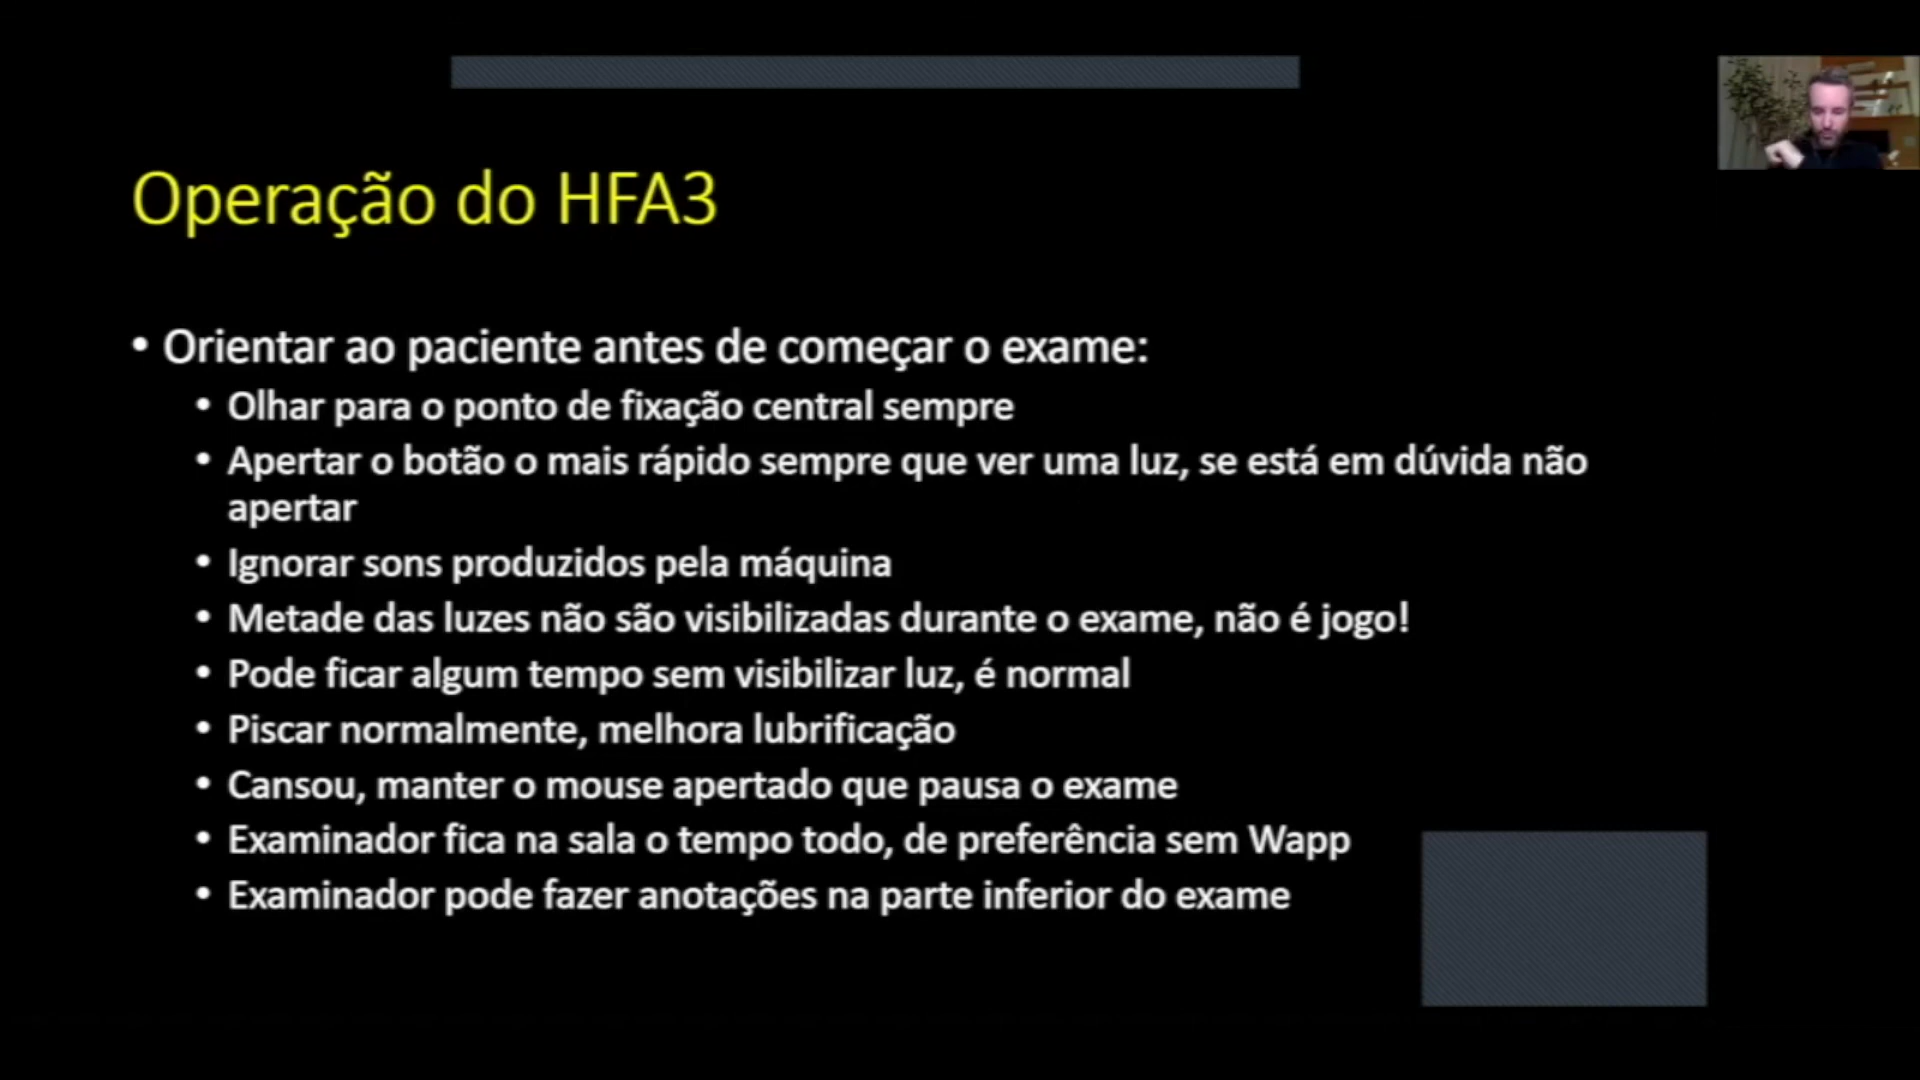 Operação do HFA3
• Orientar ao paciente antes de começar o exame:
• Olhar para o ponto de fixação central sempre
• Apertar o botão o mais rápido sempre que ver uma luz, se está em dúvida não
apertar
• Ignorar sons produzidos pela máquina
• Metade das luzes não são visibilizadas durante o exame, não é jogo!
• Pode ficar algum tempo sem visibilizar luz, é normal
• Piscar normalmente, melhora lubrificação
• Cansou, manter o mouse apertado que pausa o exame
• Examinador fica na sala o tempo todo, de preferência sem Wapp
• Examinador pode fazer anotações na parte inferior do exame